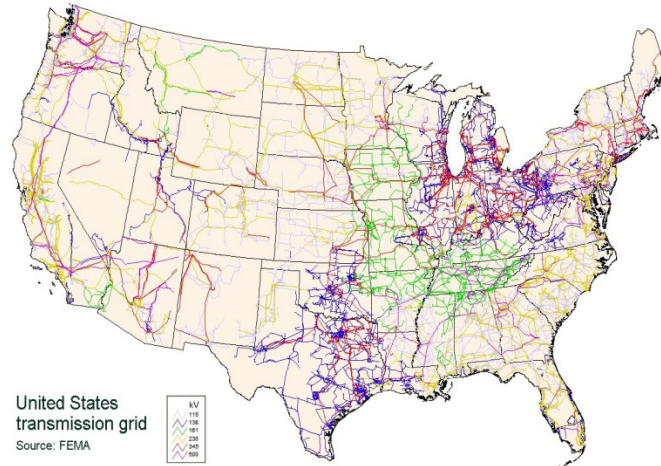 United States
transmission grid
Source: FEMA
kV
115
138
161
230
345
500